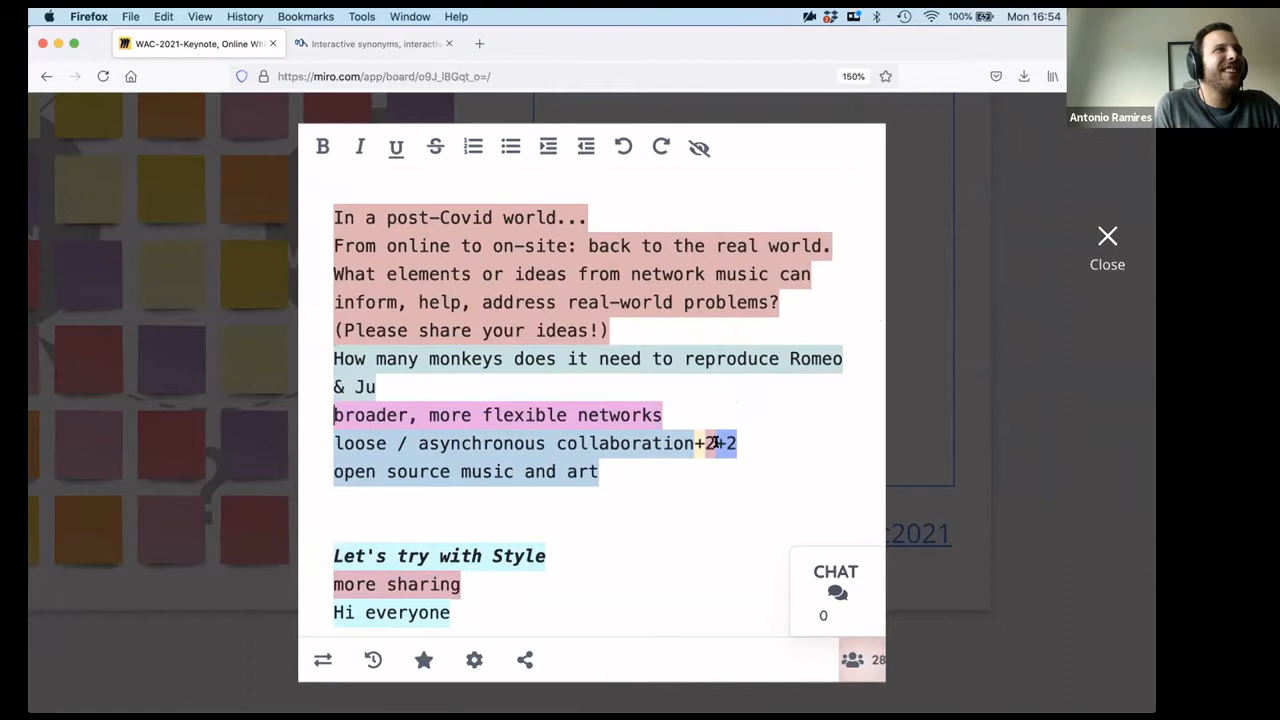 Firefox File Edit View History Bookmarks Tools Window Help 100% Mon 16:54
WAC-2021-Keynote, Online Wh
Interactive synonyms, interactiv
https://miro.com/app/board/o9J_l8Gqt_o=/ 150%
Antonio Ramires
B I U S
In a post-Covid world...
From online to on-site: back to the real world.
What elements or ideas from network music can
inform, help, address real-world problems?
(Please share your ideas!)
How many monkeys does it need to reproduce Romeo
& Ju
broader, more flexible networks
loose / asynchronous collaboration+2+2
open source music and art
Let's try with Style
more sharing
Hi everyone
Close
c2021
CHAT
0
28